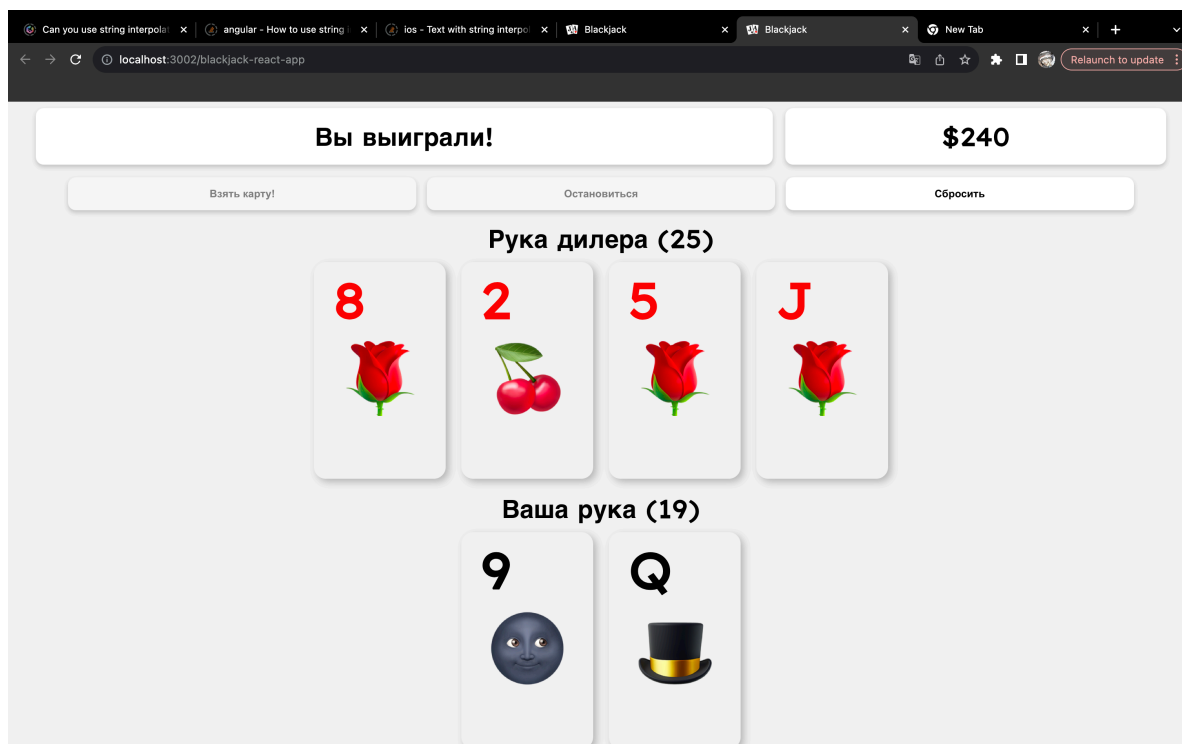 Can you use string interpolat
angular - How to use string i
ios - Text with string interpol
Blackjack
Blackjack
New Tab
localhost:3002/blackjack-react-app
Relaunch to update
Вы выиграли!
$240
Взять карту!
Остановиться
Сбросить
Рука дилера (25)
8
2
5
J
Ваша рука (19)
9
Q